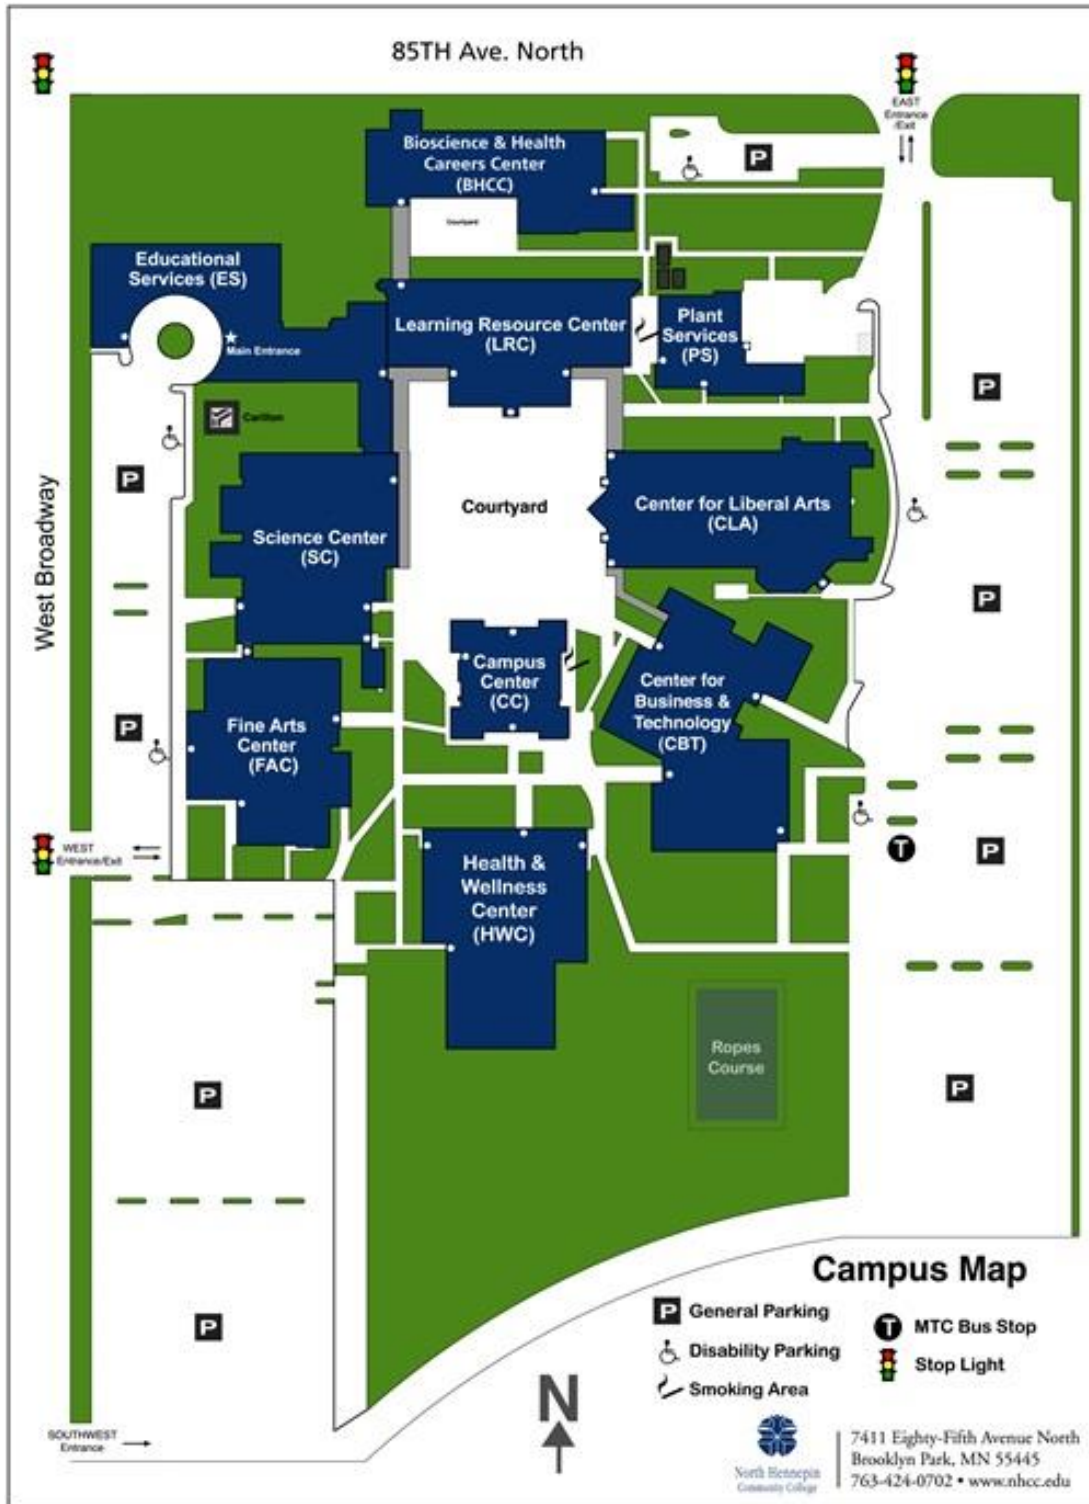 85TH Ave. North
EAST
Entrance
/Exit
Bioscience & Health
Careers Center
(BHCC)
P
Courtyard
Educational
Services (ES)
Main Entrance
Learning Resource Center
(LRC)
Plant
Services
(PS)
P
Carillon
P
West Broadway
Courtyard
Center for Liberal Arts
(CLA)
Science Center
(SC)
P
Campus
Center
(CC)
Center for
Business &
Technology
(CBT)
P
Fine Arts
Center
(FAC)
WEST
Entrance/Exit
T
P
Health &
Wellness
Center
(HWC)
Ropes
Course
P
P
P
SOUTHWEST
Entrance
N
Campus Map
P General Parking
Disability Parking
Smoking Area
T MTC Bus Stop
Stop Light
North Hennepin
Community College
7411 Eighty-Fifth Avenue North
Brooklyn Park, MN 55445
763-424-0702 • www.nhcc.edu